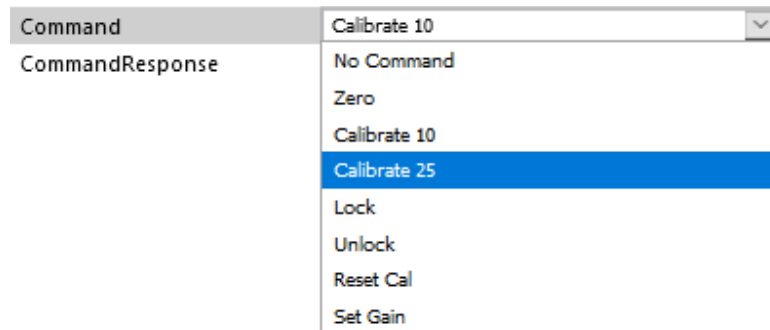 Command Calibrate 10
CommandResponse
No Command
Zero
Calibrate 10
Calibrate 25
Lock
Unlock
Reset Cal
Set Gain